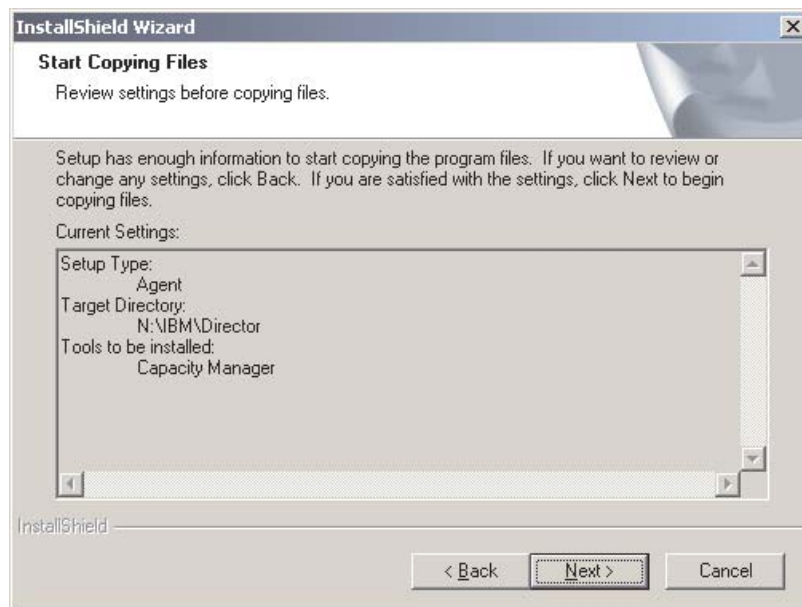 InstallShield Wizard
Start Copying Files
Review settings before copying files.
Setup has enough information to start copying the program files. If you want to review or
change any settings, click Back. If you are satisfied with the settings, click Next to begin
copying files.
Current Settings:
Setup Type:
Agent
Target Directory:
N:\IBM\Director
Tools to be installed:
Capacity Manager
InstallShield
< Back
Next >
Cancel